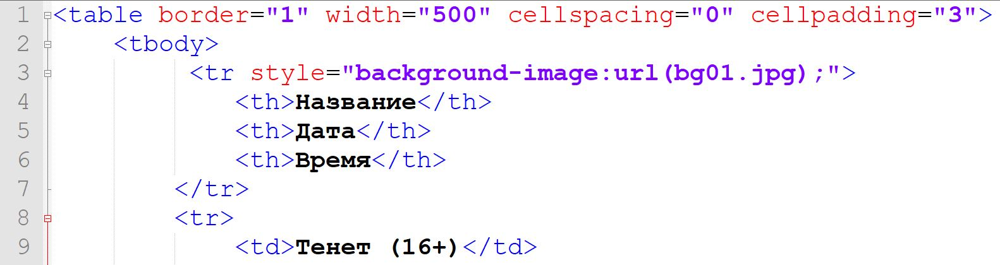 1 <table border="1" width="500" cellspacing="0" cellpadding="3">
2 <tbody>
3 <tr style="background-image:url(bg01.jpg);">
4 <th>Название</th>
5 <th>Дата</th>
6 <th>Время</th>
7 </tr>
8 <tr>
9 <td>Тенет (16+)</td>